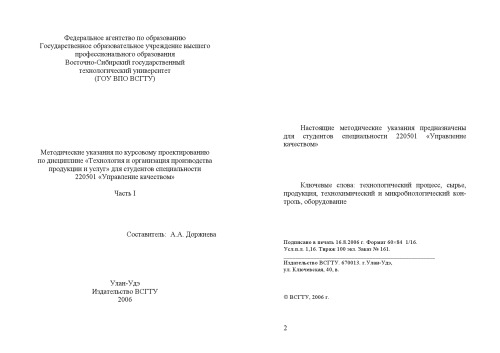 Федеральное агентство по образованию
Государственное образовательное учреждение высшего
профессионального образования
Восточно-Сибирский государственный
технологический университет
(ГОУ ВПО ВСГТУ)
Методические указания по курсовому проектированию
по дисциплине «Технология и организация производства
продукции и услуг» для студентов специальности
220501 «Управление качеством»
Часть 1
Составитель: А.А. Доржиева
Улан-Удэ
Издательство ВСГТУ
2006
Настоящие методические указания предназначены
для студентов специальности 220501 «Управление
качеством»
Ключевые слова: технологический процесс, сырье,
продукция, технохимический и микробиологический кон-
троль, оборудование
Подписано в печать 16.8.2006 г. Формат 60×84 1/16.
Усл.п.л. 1,16. Тираж 100 экз. Заказ № 161.
Издательство ВСГТУ. 670013. г.Улан-Удэ,
ул. Ключевская, 40, в.
© ВСГТУ, 2006 г.
2